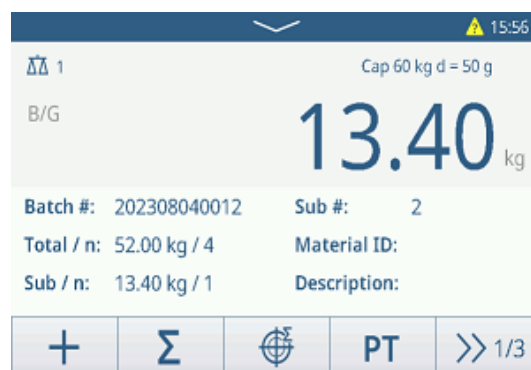 15:56
1 Cap 60 kg d = 50 g
B/G 13.40 kg
Batch #: 202308040012 Sub #: 2
Total / n: 52.00 kg / 4 Material ID:
Sub / n: 13.40 kg / 1 Description:
+ Σ Σ PT >> 1/3